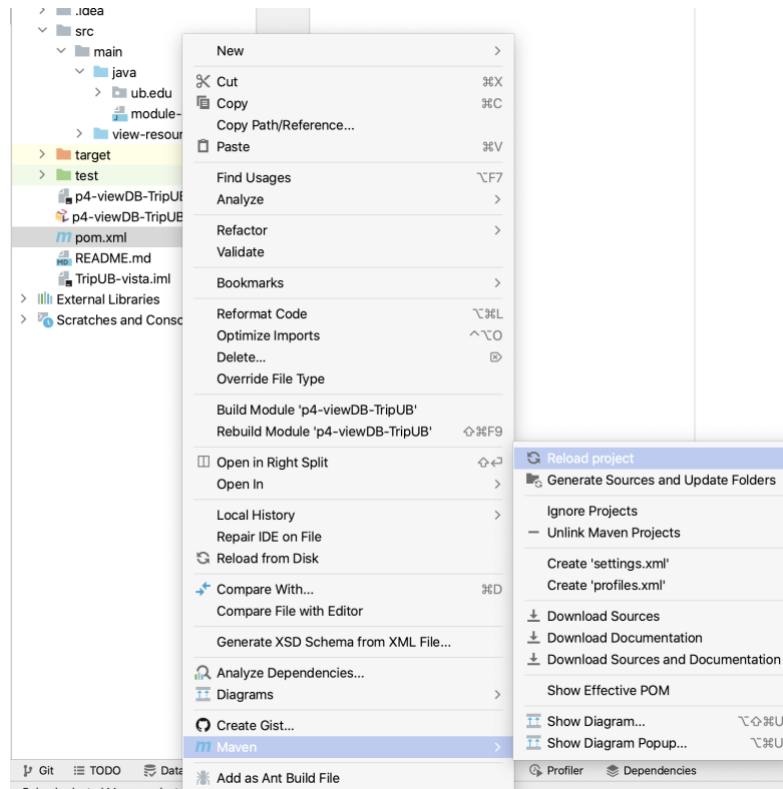 .idea
src
main
java
ub.edu
module-
view-resour
target
test
p4-viewDB-TripUB
p4-viewDB-TripUB
pom.xml
README.md
TripUB-vista.iml
External Libraries
Scratches and Consc
New
Cut ⌘X
Copy ⌘C
Copy Path/Reference...
Paste ⌘V
Find Usages ⌥F7
Analyze
Refactor
Validate
Bookmarks
Reformat Code ⌥⌘L
Optimize Imports ^⌥O
Delete... ⌦
Override File Type
Build Module 'p4-viewDB-TripUB'
Rebuild Module 'p4-viewDB-TripUB' ⇧⌘F9
Open in Right Split ⇧⏎
Open In
Local History
Repair IDE on File
Reload from Disk
Compare With... ⌘D
Compare File with Editor
Generate XSD Schema from XML File...
Analyze Dependencies...
Diagrams
Create Gist...
Maven
Add as Ant Build File
Reload project
Generate Sources and Update Folders
Ignore Projects
Unlink Maven Projects
Create 'settings.xml'
Create 'profiles.xml'
Download Sources
Download Documentation
Download Sources and Documentation
Show Effective POM
Show Diagram... ⌥⇧⌘U
Show Diagram Popup... ⌥⌘U
Git TODO Data Profiler Dependencies